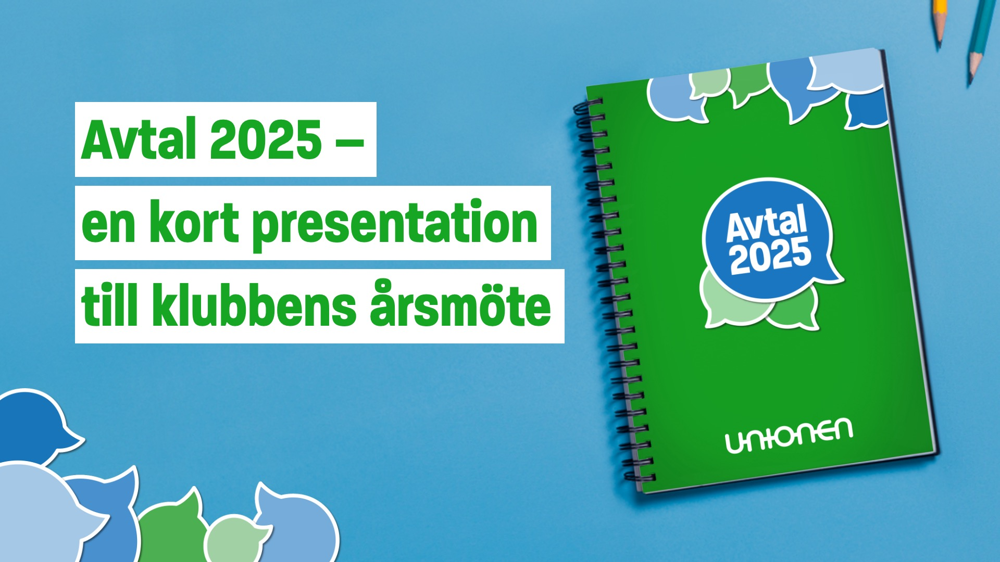 Avtal 2025 –
en kort presentation
till klubbens årsmöte
Avtal
2025
UNIONEN